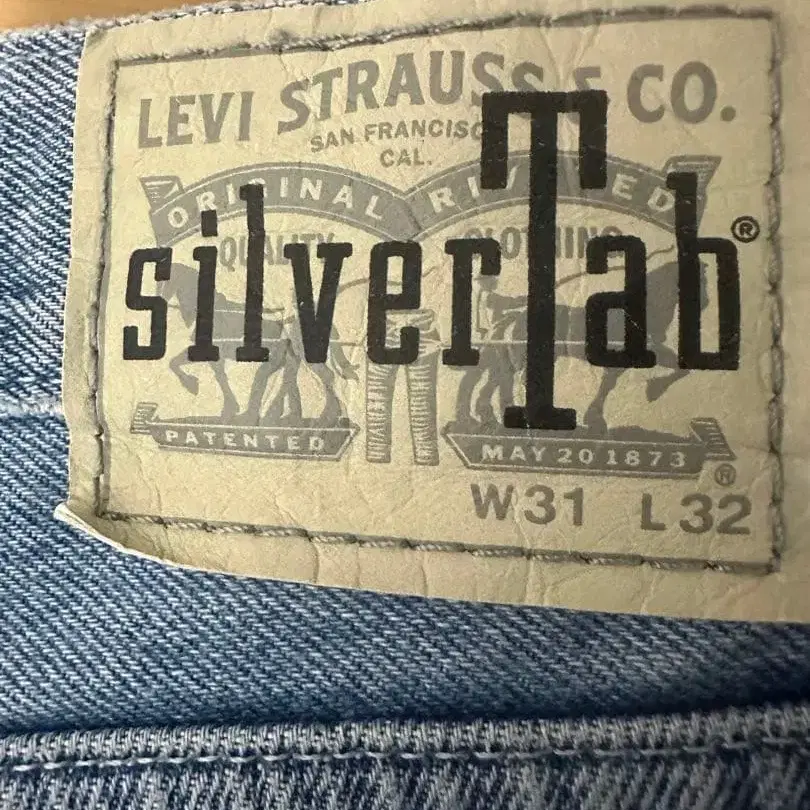 LEVI STRAUSS & CO.
SAN FRANCISCO
CAL.
ORIGINAL RIVETED
QUALITY CLOTHING
silverTab®
PATENTED MAY 20 1873
®
W31 L32